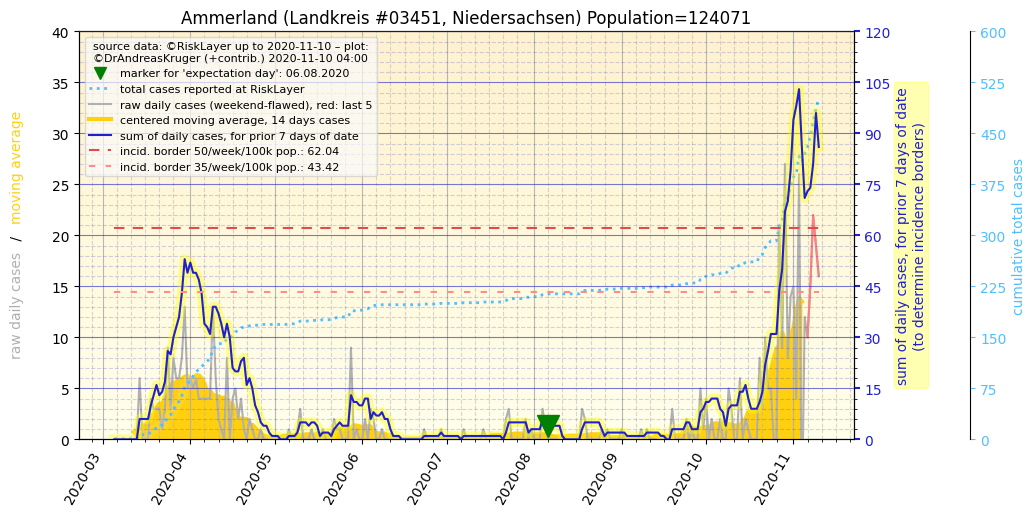 Ammerland (Landkreis #03451, Niedersachsen) Population=124071
source data: ©RiskLayer up to 2020-11-10 – plot:
©DrAndreasKruger (+contrib.) 2020-11-10 04:00
marker for 'expectation day': 06.08.2020
total cases reported at RiskLayer
raw daily cases (weekend-flawed), red: last 5
centered moving average, 14 days cases
sum of daily cases, for prior 7 days of date
incid. border 50/week/100k pop.: 62.04
incid. border 35/week/100k pop.: 43.42
raw daily cases / moving average
40
35
30
25
20
15
10
5
0
120
105
90
75
60
45
30
15
0
sum of daily cases, for prior 7 days of date
(to determine incidence borders)
600
525
450
375
300
225
150
75
0
cumulative total cases
2020-03
2020-04
2020-05
2020-06
2020-07
2020-08
2020-09
2020-10
2020-11